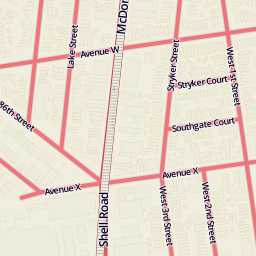 McDon
Lake Street
Avenue W
Stryker Street
West 1st Street
Stryker Court
86th Street
Southgate Court
Avenue X
Avenue X
Shell Road
West 3rd Street
West 2nd Street